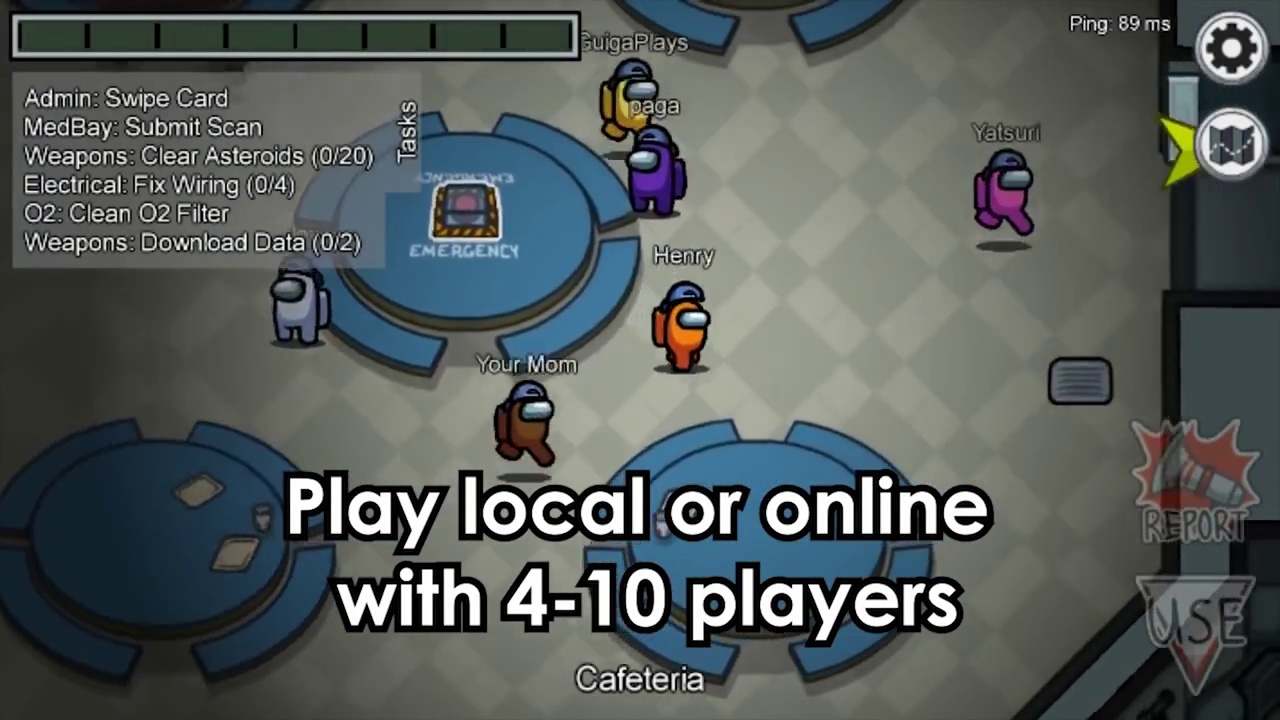 GuigaPlays
Ping: 89 ms
Admin: Swipe Card
MedBay: Submit Scan
Weapons: Clear Asteroids (0/20)
Electrical: Fix Wiring (0/4)
O2: Clean O2 Filter
Weapons: Download Data (0/2)
Tasks
paga
Yatsuri
EMERGENCY
EMERGENCY
Henry
Your Mom
Play local or online
with 4-10 players
REPORT
USE
Cafeteria